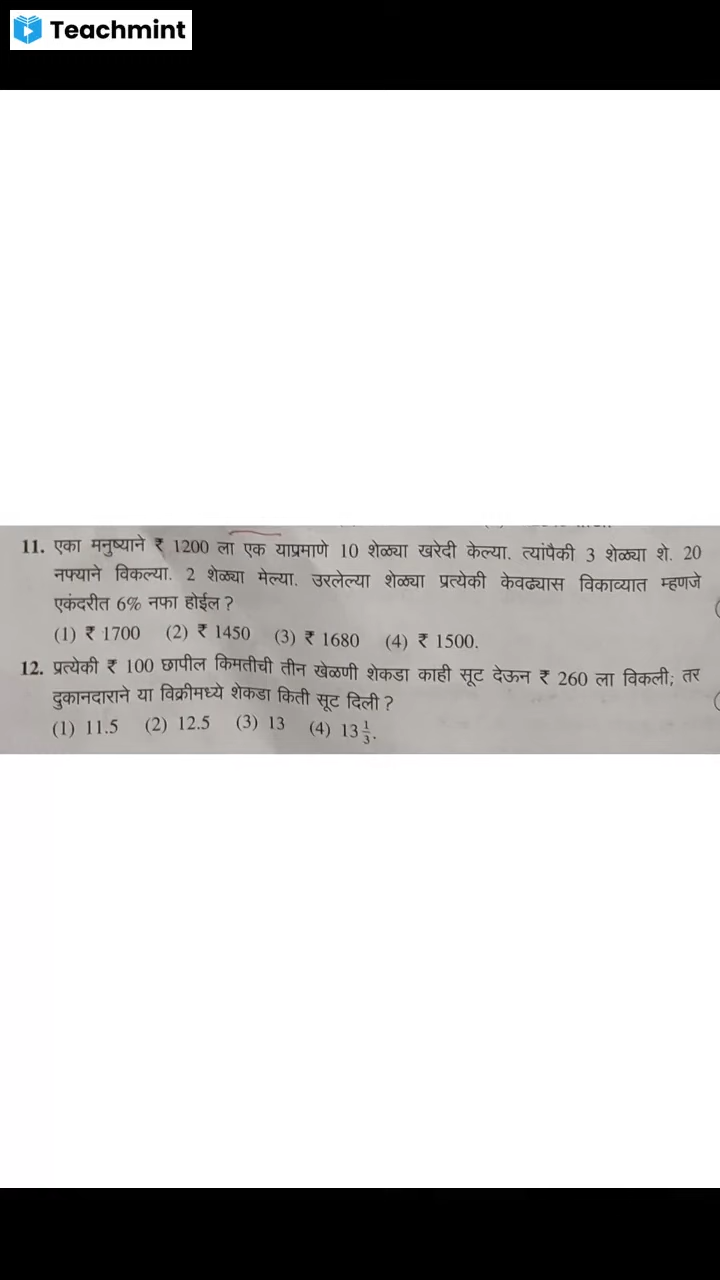 Teachmint
11. एका मनुष्याने ₹ 1200 ला एक याप्रमाणे 10 शेळ्या खरेदी केल्या. त्यांपैकी 3 शेळ्या शे. 20
नफ्याने विकल्या. 2 शेळ्या मेल्या. उरलेल्या शेळ्या प्रत्येकी केवढ्यास विकाव्यात म्हणजे
एकंदरीत 6% नफा होईल ?
(1) ₹ 1700 (2) ₹ 1450 (3) ₹ 1680 (4) ₹ 1500.
12. प्रत्येकी ₹ 100 छापील किमतीची तीन खेळणी शेकडा काही सूट देऊन ₹ 260 ला विकली; तर
दुकानदाराने या विक्रीमध्ये शेकडा किती सूट दिली ?
(1) 11.5 (2) 12.5 (3) 13 (4) 13 1/3.